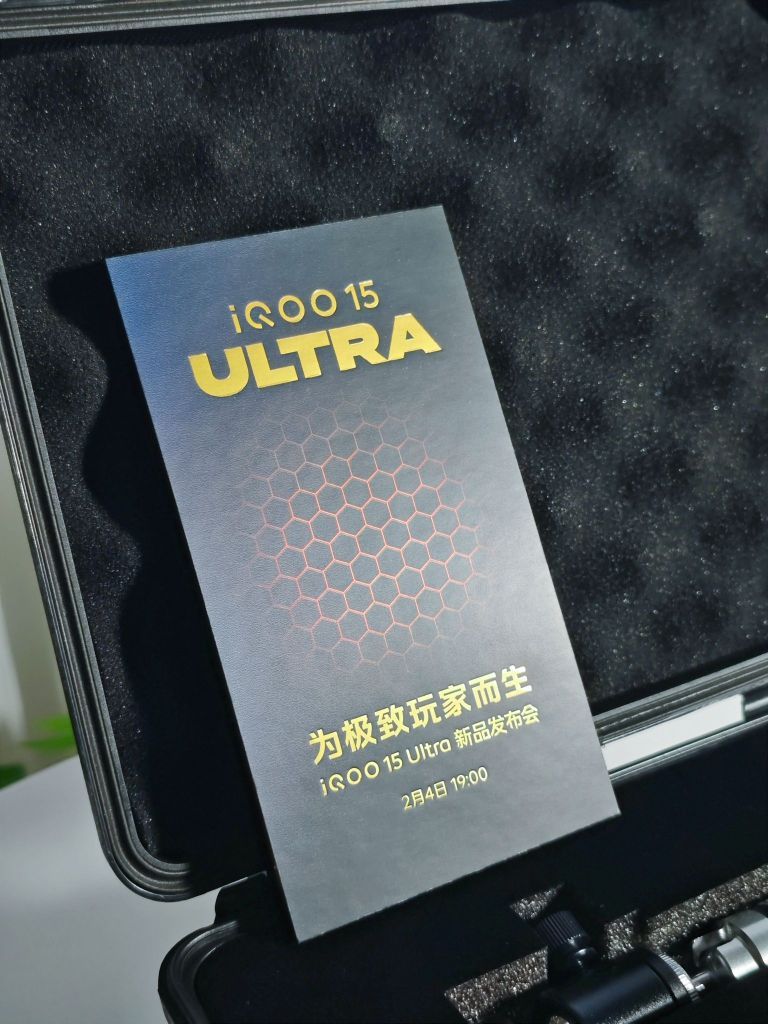 iQOO 15
ULTRA
为极致玩家而生
iQOO 15 Ultra 新品发布会
2月4日 19:00